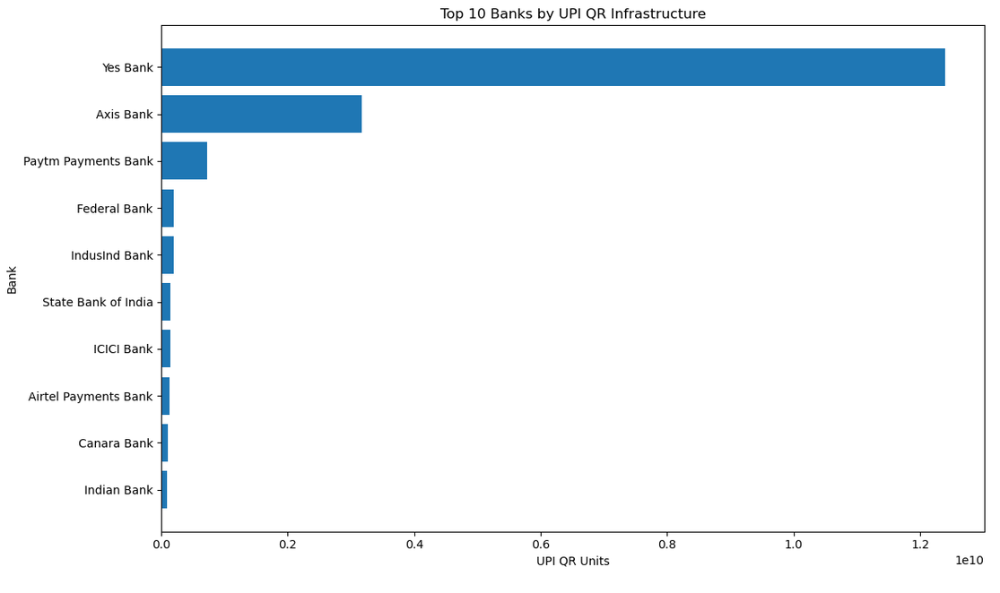 Top 10 Banks by UPI QR Infrastructure
Bank
Yes Bank
Axis Bank
Paytm Payments Bank
Federal Bank
IndusInd Bank
State Bank of India
ICICI Bank
Airtel Payments Bank
Canara Bank
Indian Bank
0.0 0.2 0.4 0.6 0.8 1.0 1.2
1e10
UPI QR Units